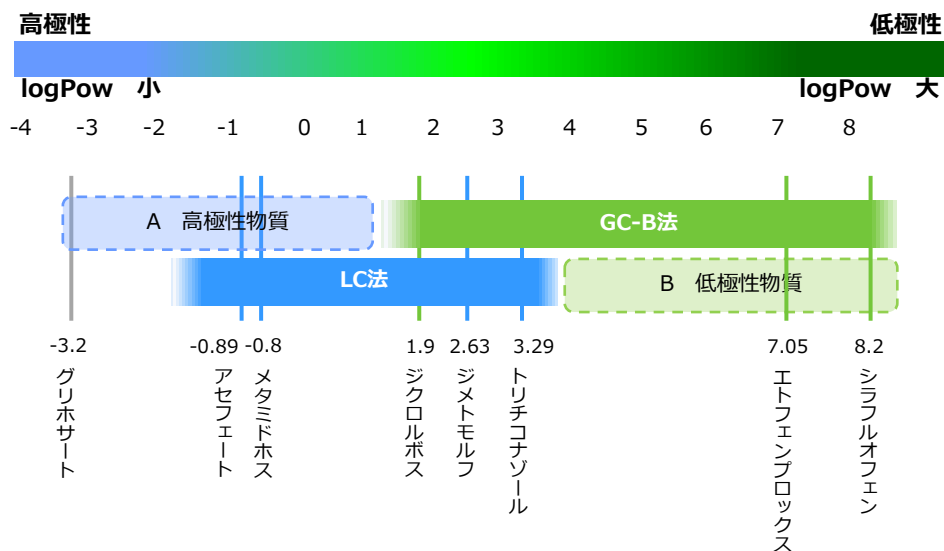 高極性 低極性
logPow 小 logPow 大
-4 -3 -2 -1 0 1 2 3 4 5 6 7 8
A 高極性物質
GC-B法
LC法
B 低極性物質
-3.2 -0.89 -0.8 1.9 2.63 3.29 7.05 8.2
グリホサート
アセフェート
メタミドホス
ジクロルボス
ジメトモルフ
トリチコナゾール
エトフェンプロックス
シラフルオフェン